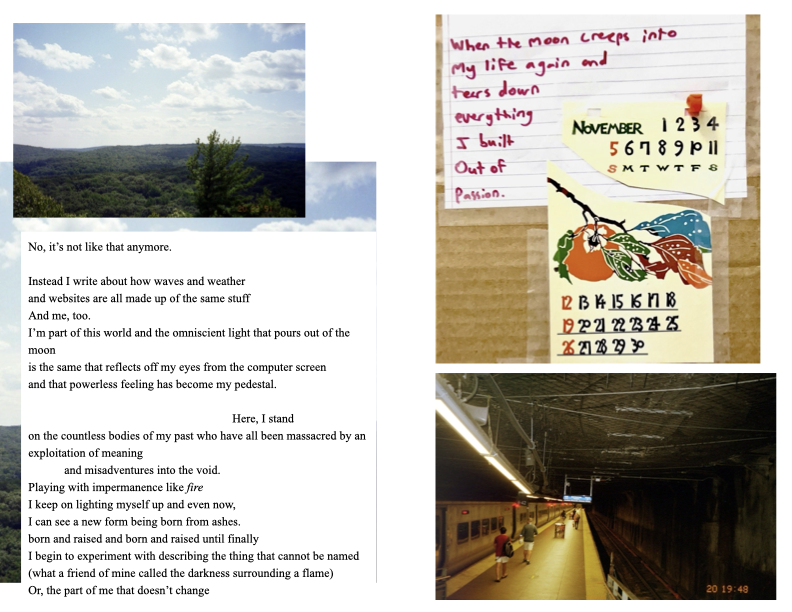 No, it's not like that anymore.
Instead I write about how waves and weather
and websites are all made up of the same stuff
And me, too.
I'm part of this world and the omniscient light that pours out of the
moon
is the same that reflects off my eyes from the computer screen
and that powerless feeling has become my pedestal.
Here, I stand
on the countless bodies of my past who have all been massacred by an
exploitation of meaning
and misadventures into the void.
Playing with impermanence like fire
I keep on lighting myself up and even now,
I can see a new form being born from ashes.
born and raised and born and raised until finally
I begin to experiment with describing the thing that cannot be named
(what a friend of mine called the darkness surrounding a flame)
Or, the part of me that doesn't change
When the moon creeps into
My life again and
tears down
everything
I built
Out of
Passion.
NOVEMBER 1 2 3 4
5 6 7 8 9 10 11
S M T W T F S
12 13 14 15 16 17 18
19 20 21 22 23 24 25
26 27 28 29 30
20 19:48